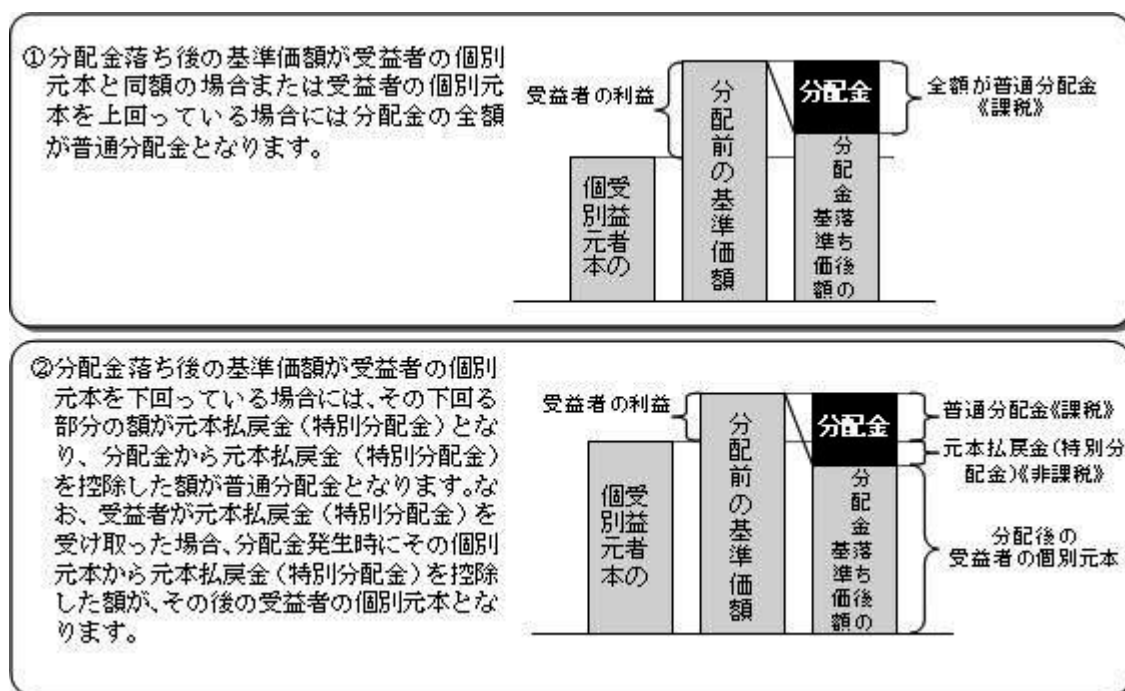 ①分配金落ち後の基準価額が受益者の個別
元本と同額の場合または受益者の個別元
本を上回っている場合には分配金の全額
が普通分配金となります。
受益者の利益
受益者の
個別元本
分配前の基準価額
分配金
分配金落ち後の
基準価額
全額が普通分配金
《課税》
②分配金落ち後の基準価額が受益者の個別
元本を下回っている場合には、その下回る
部分の額が元本払戻金(特別分配金)とな
り、分配金から元本払戻金(特別分配金)
を控除した額が普通分配金となります。な
お、受益者が元本払戻金(特別分配金)を
受け取った場合、分配金発生時にその個別
元本から元本払戻金(特別分配金)を控除
した額が、その後の受益者の個別元本とな
ります。
受益者の利益
受益者の
個別元本
分配前の基準価額
分配金
分配金落ち後の
基準価額
普通分配金《課税》
元本払戻金(特別分
配金)《非課税》
分配後の
受益者の個別元本